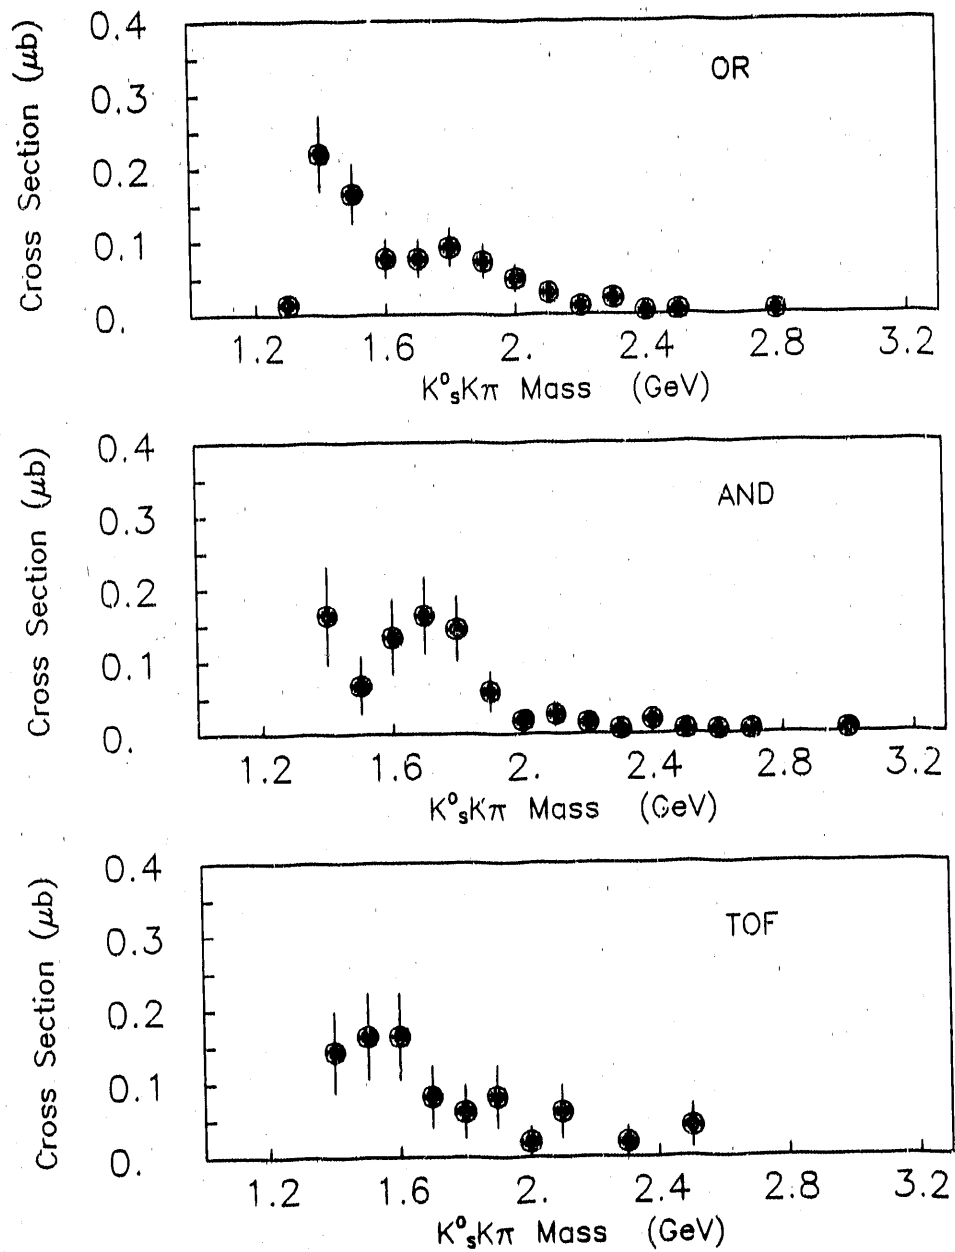 Cross Section (μb)
0.4
0.3
0.2
0.1
0.
OR
1.2 1.6 2. 2.4 2.8 3.2
K⁰ₛKπ Mass (GeV)
Cross Section (μb)
0.4
0.3
0.2
0.1
0.
AND
1.2 1.6 2. 2.4 2.8 3.2
K⁰ₛKπ Mass (GeV)
Cross Section (μb)
0.4
0.3
0.2
0.1
0.
TOF
1.2 1.6 2. 2.4 2.8 3.2
K⁰ₛKπ Mass (GeV)